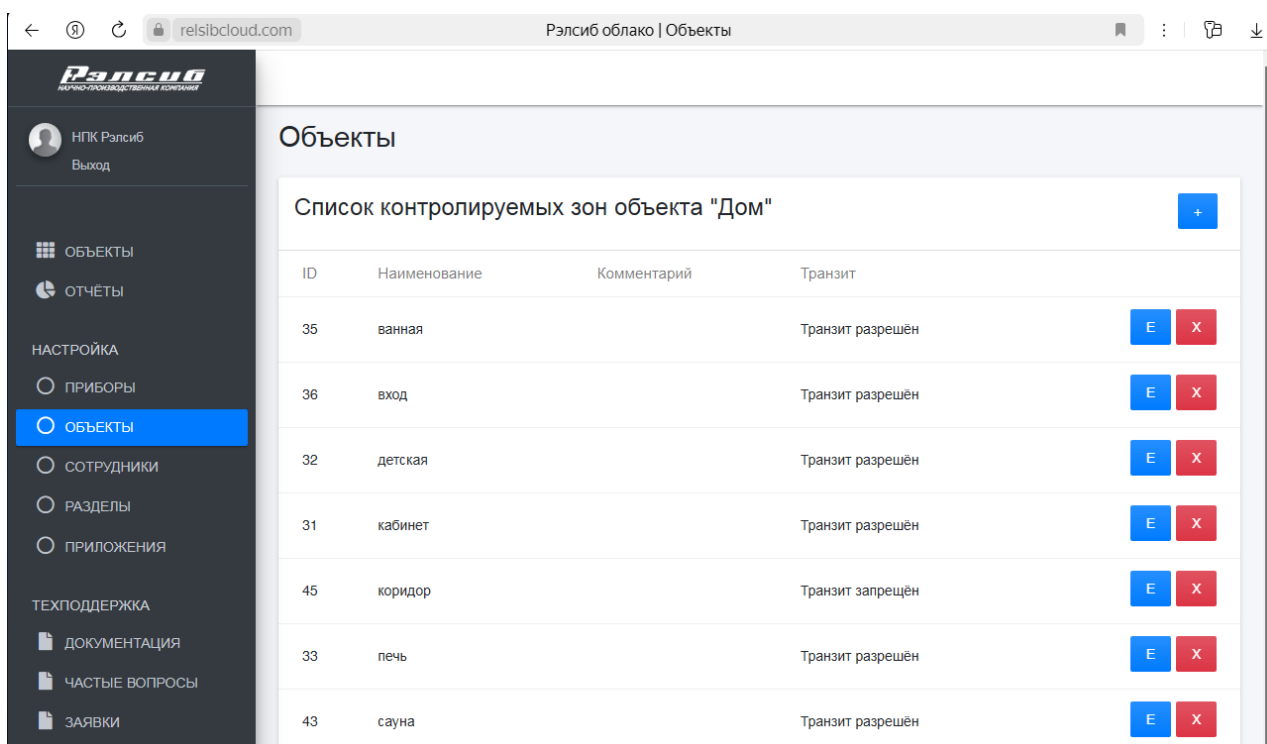 relsibcloud.com Рэлсиб облако | Объекты
Рэлсиб
НАУЧНО-ПРОИЗВОДСТВЕННАЯ КОМПАНИЯ
НПК Рэлсиб
Выход
ОБЪЕКТЫ
ОТЧЁТЫ
НАСТРОЙКА
ПРИБОРЫ
ОБЪЕКТЫ
СОТРУДНИКИ
РАЗДЕЛЫ
ПРИЛОЖЕНИЯ
ТЕХПОДДЕРЖКА
ДОКУМЕНТАЦИЯ
ЧАСТЫЕ ВОПРОСЫ
ЗАЯВКИ
Объекты
Список контролируемых зон объекта "Дом" +
ID Наименование Комментарий Транзит
35 ванная Транзит разрешён E X
36 вход Транзит разрешён E X
32 детская Транзит разрешён E X
31 кабинет Транзит разрешён E X
45 коридор Транзит запрещён E X
33 печь Транзит разрешён E X
43 сауна Транзит разрешён E X